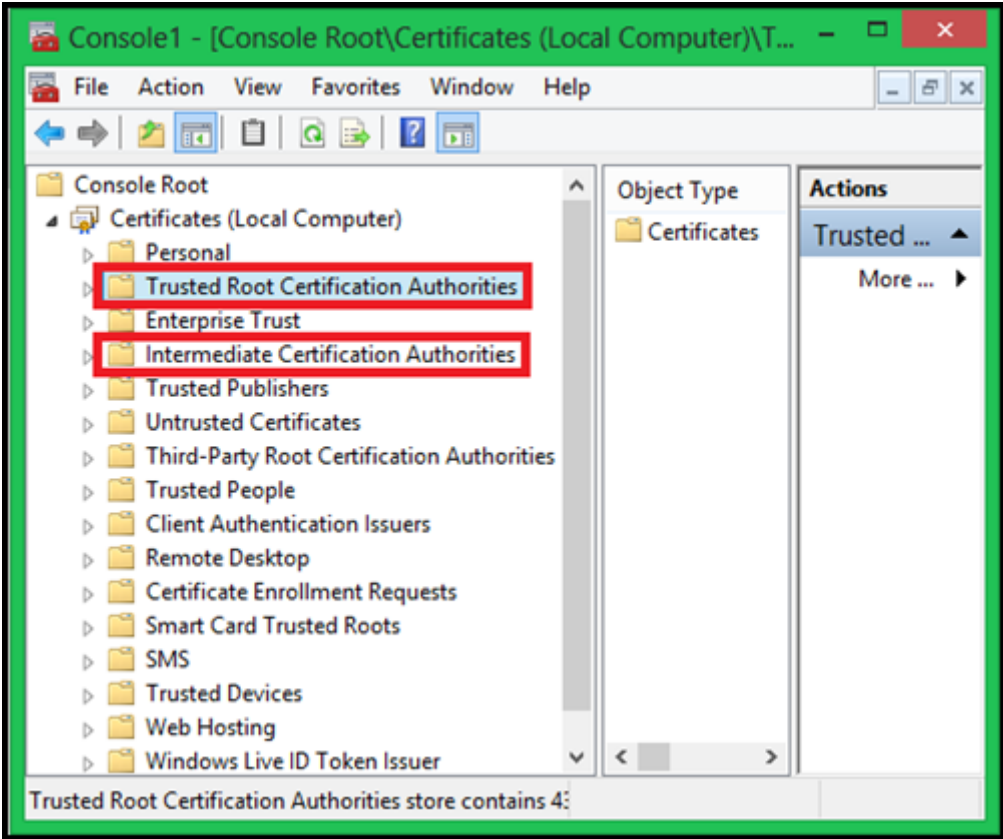 Console1 - [Console Root\Certificates (Local Computer)\T...
File Action View Favorites Window Help
Console Root
Certificates (Local Computer)
Personal
Trusted Root Certification Authorities
Enterprise Trust
Intermediate Certification Authorities
Trusted Publishers
Untrusted Certificates
Third-Party Root Certification Authorities
Trusted People
Client Authentication Issuers
Remote Desktop
Certificate Enrollment Requests
Smart Card Trusted Roots
SMS
Trusted Devices
Web Hosting
Windows Live ID Token Issuer
Object Type
Certificates
Actions
Trusted ...
More ...
Trusted Root Certification Authorities store contains 43